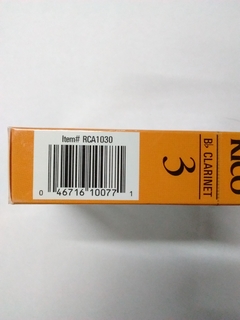 Item# RCA1030
0 46716 10077 1
Rico
B♭ CLARINET
3